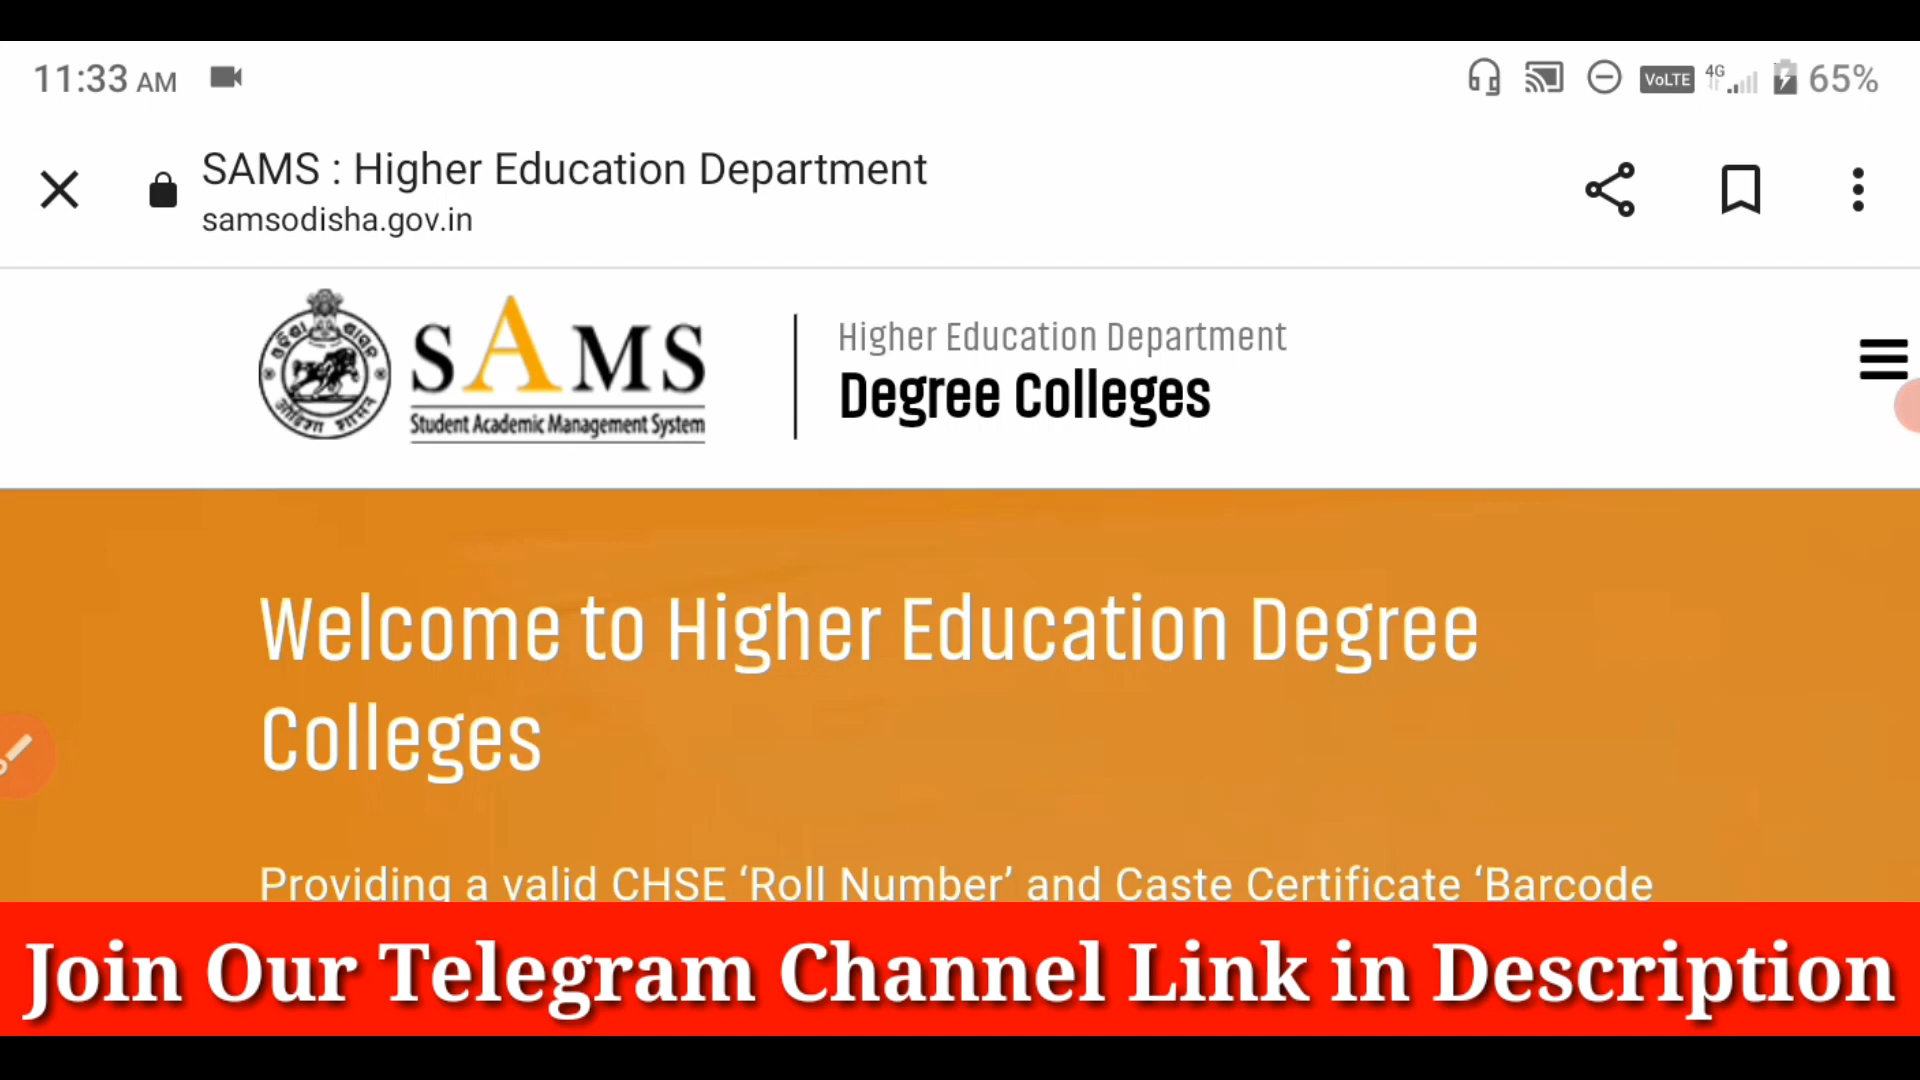 11:33 AM
VoLTE 4G 65%
SAMS : Higher Education Department
samsodisha.gov.in
SAMS
Student Academic Management System
Higher Education Department
Degree Colleges
Welcome to Higher Education Degree
Colleges
Providing a valid CHSE ‘Roll Number’ and Caste Certificate ‘Barcode
Join Our Telegram Channel Link in Description